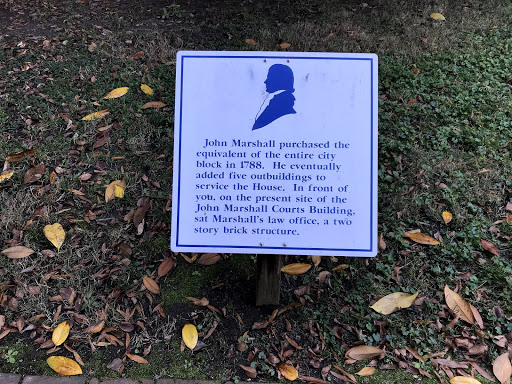 John Marshall purchased the
equivalent of the entire city
block in 1788. He eventually
added five outbuildings to
service the House. In front of
you, on the present site of the
John Marshall Courts Building,
sat Marshall's law office, a two
story brick structure.